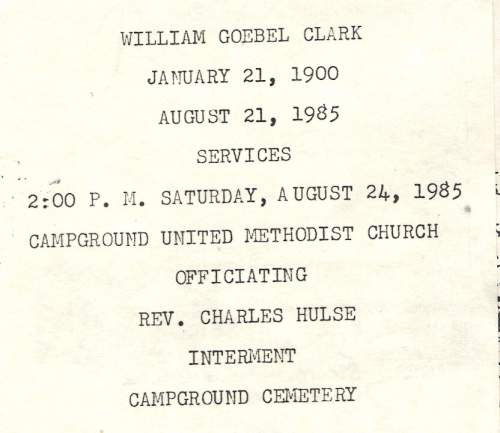 WILLIAM GOEBEL CLARK
JANUARY 21, 1900
AUGUST 21, 1985
SERVICES
2:00 P. M. SATURDAY, AUGUST 24, 1985
CAMPGROUND UNITED METHODIST CHURCH
OFFICIATING
REV. CHARLES HULSE
INTERMENT
CAMPGROUND CEMETERY